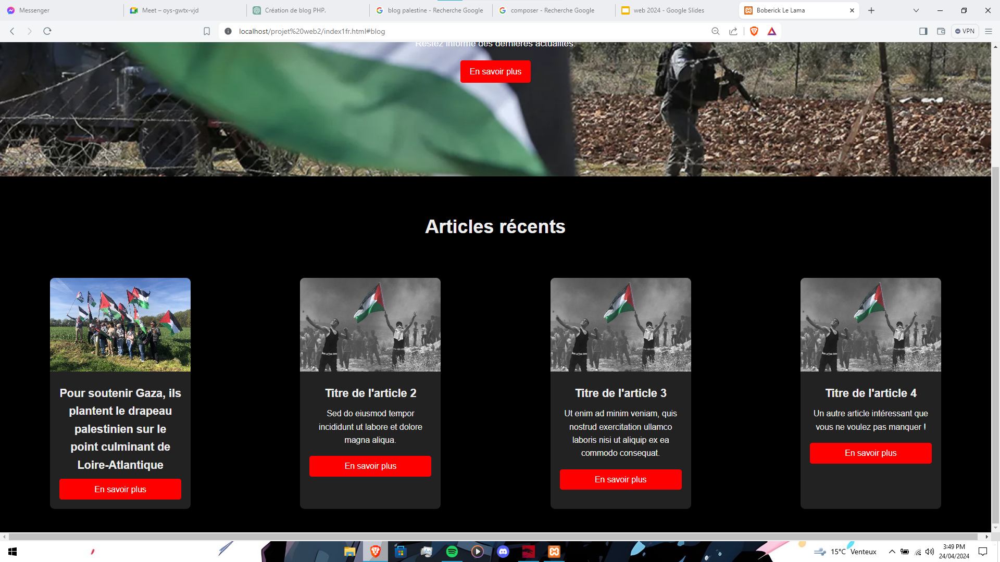 Messenger
Meet – oys-gwtx-vjd
Création de blog PHP.
blog palestine - Recherche Google
composer - Recherche Google
web 2024 - Google Slides
Boberick Le Lama
localhost/projet%20web2/index1fr.html#blog
VPN
Restez informé des dernières actualités.
En savoir plus
Articles récents
Pour soutenir Gaza, ils
plantent le drapeau
palestinien sur le
point culminant de
Loire-Atlantique
En savoir plus
Titre de l'article 2
Sed do eiusmod tempor
incididunt ut labore et dolore
magna aliqua.
En savoir plus
Titre de l'article 3
Ut enim ad minim veniam, quis
nostrud exercitation ullamco
laboris nisi ut aliquip ex ea
commodo consequat.
En savoir plus
Titre de l'article 4
Un autre article intéressant que
vous ne voulez pas manquer !
En savoir plus
15°C Venteux
3:49 PM
24/04/2024